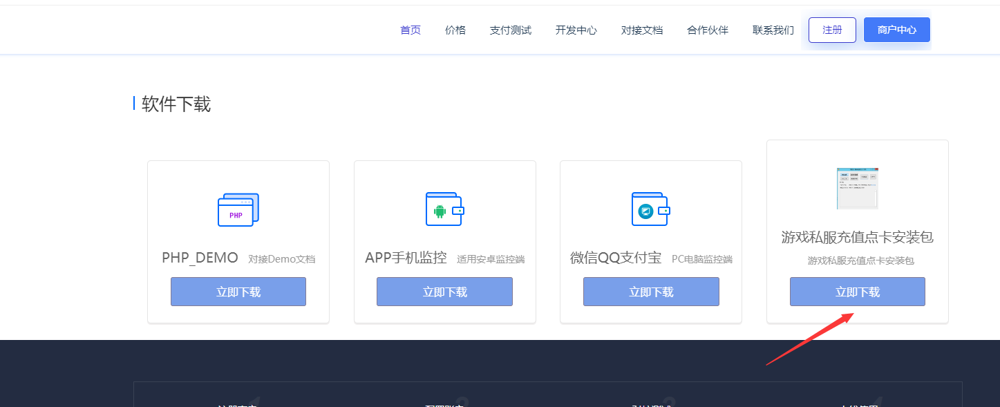 首页 价格 支付测试 开发中心 对接文档 合作伙伴 联系我们 注册 商户中心
软件下载
PHP
PHP_DEMO 对接Demo文档
立即下载
APP手机监控 适用安卓监控端
立即下载
微信QQ支付宝 PC电脑监控端
立即下载
游戏私服充值点卡安装包
游戏私服充值点卡安装包
立即下载